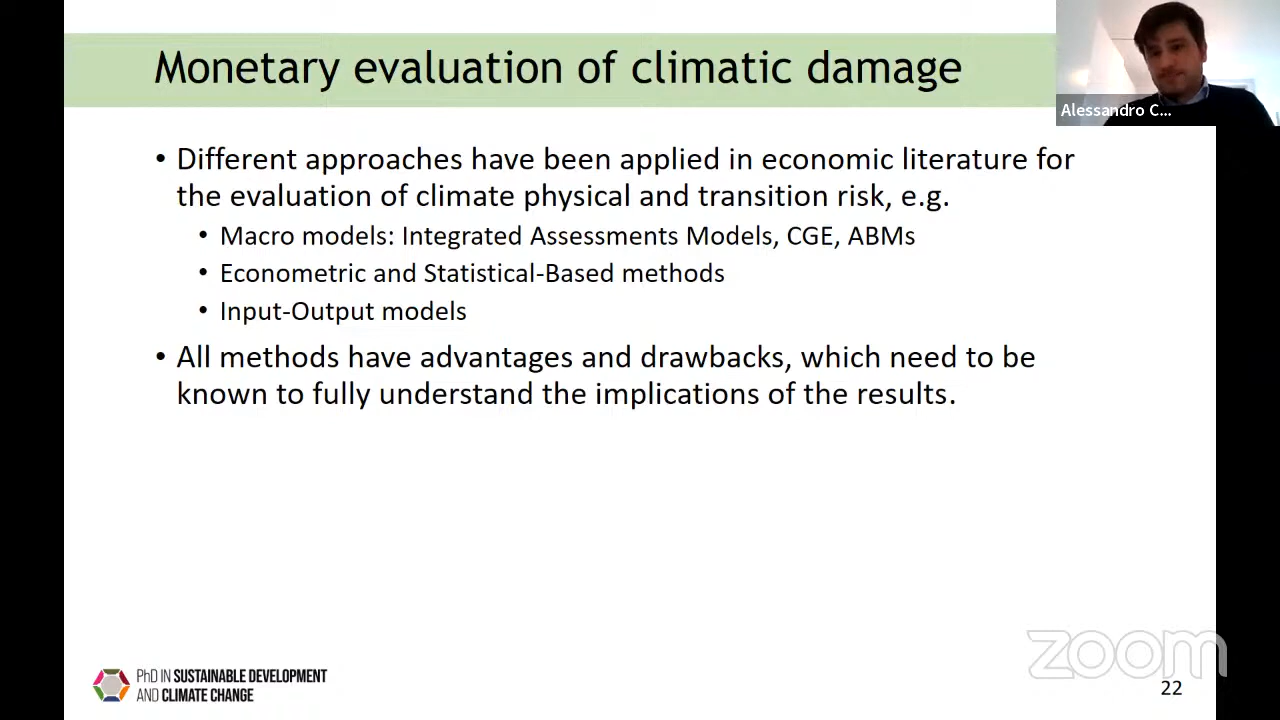 Monetary evaluation of climatic damage
Alessandro C...
• Different approaches have been applied in economic literature for
the evaluation of climate physical and transition risk, e.g.
• Macro models: Integrated Assessments Models, CGE, ABMs
• Econometric and Statistical-Based methods
• Input-Output models
• All methods have advantages and drawbacks, which need to be
known to fully understand the implications of the results.
zoom
PhD IN SUSTAINABLE DEVELOPMENT
AND CLIMATE CHANGE
22